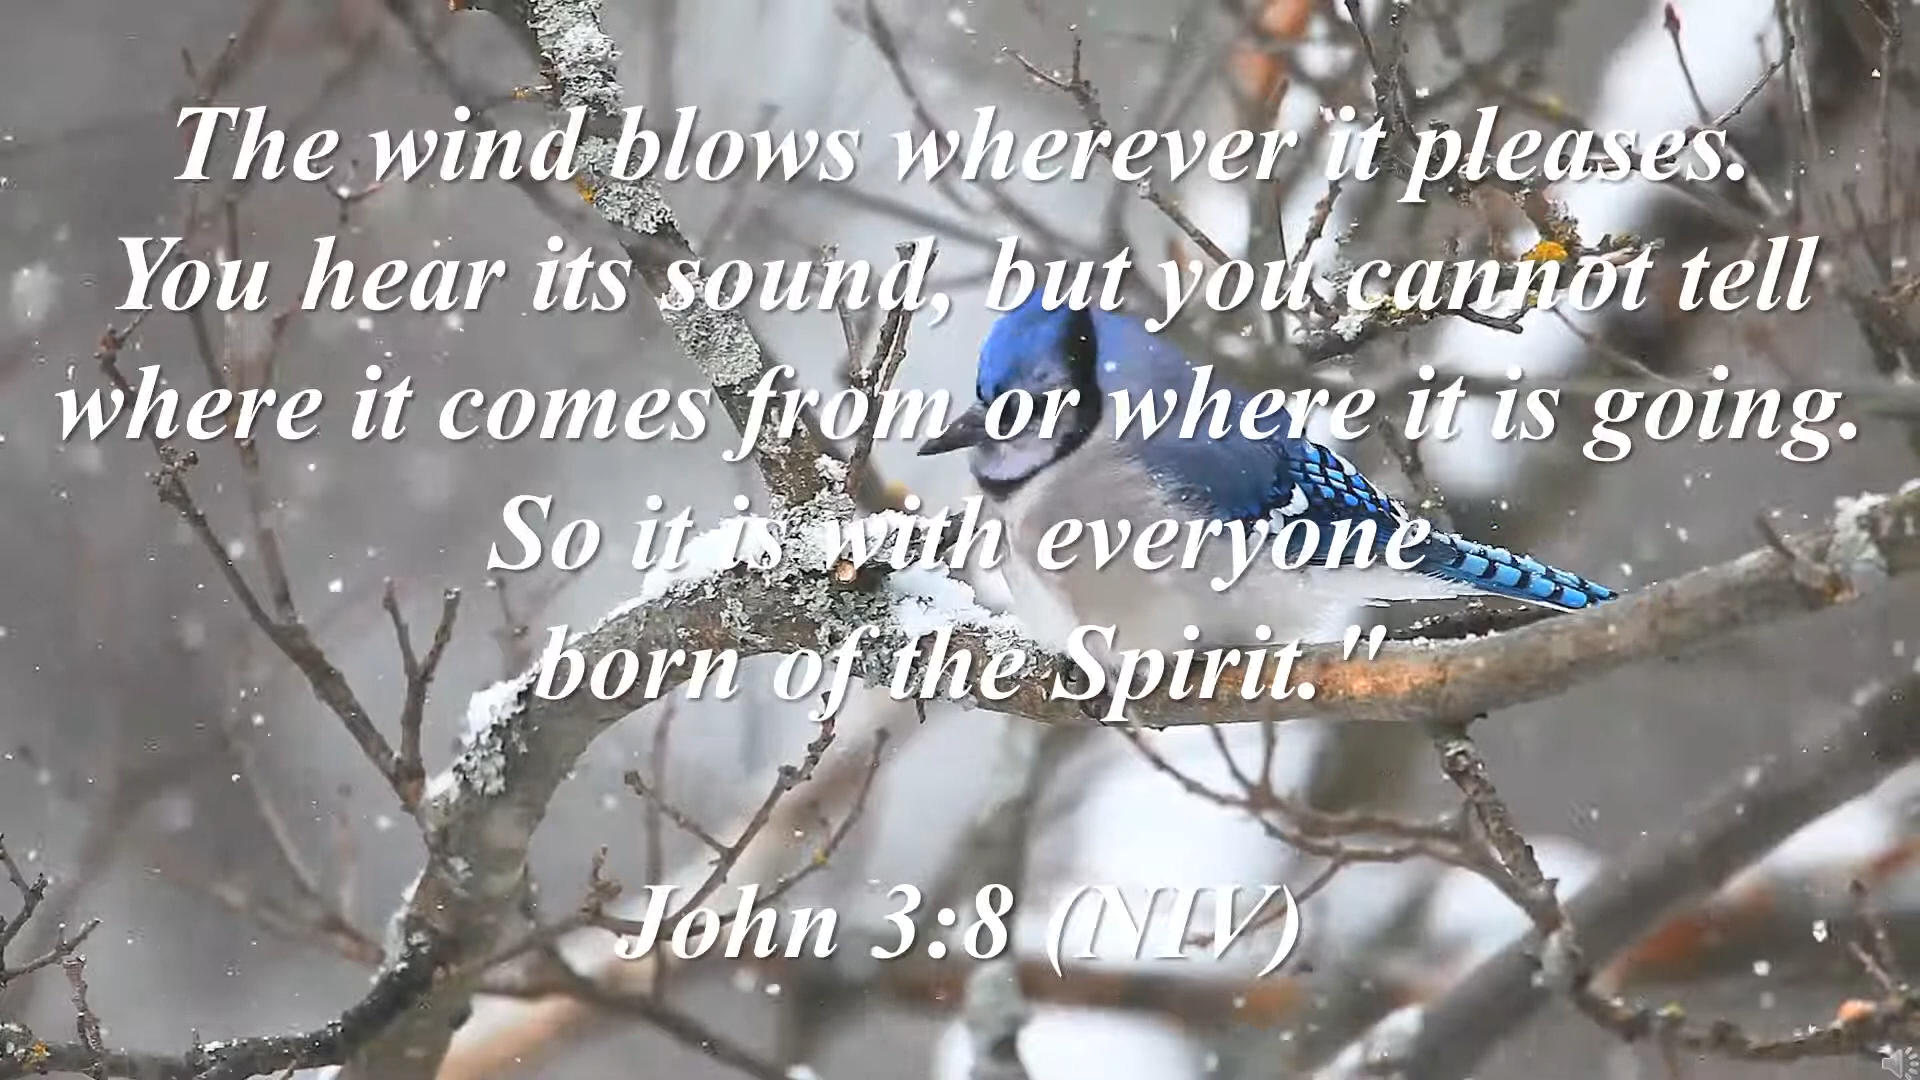 The wind blows wherever it pleases.
You hear its sound, but you cannot tell
where it comes from or where it is going.
So it is with everyone
born of the Spirit."
John 3:8 (NIV)